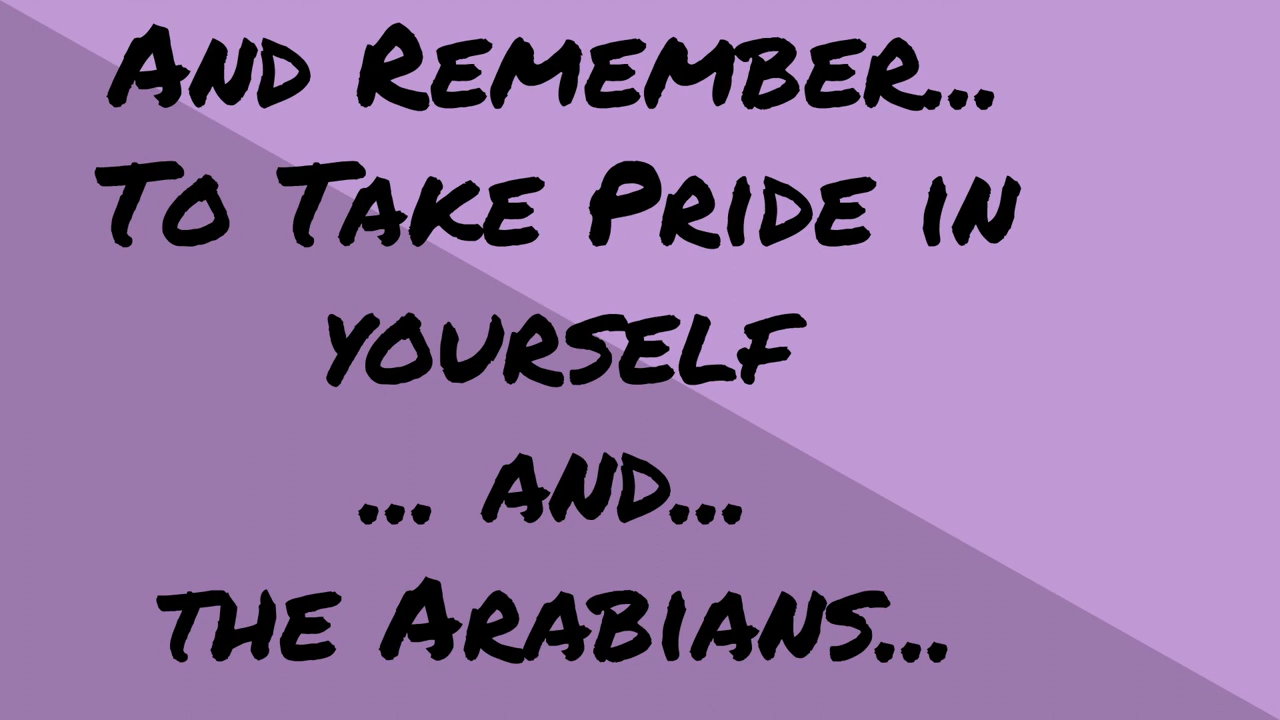 And Remember...
To Take Pride in
yourself
... and...
the Arabians...